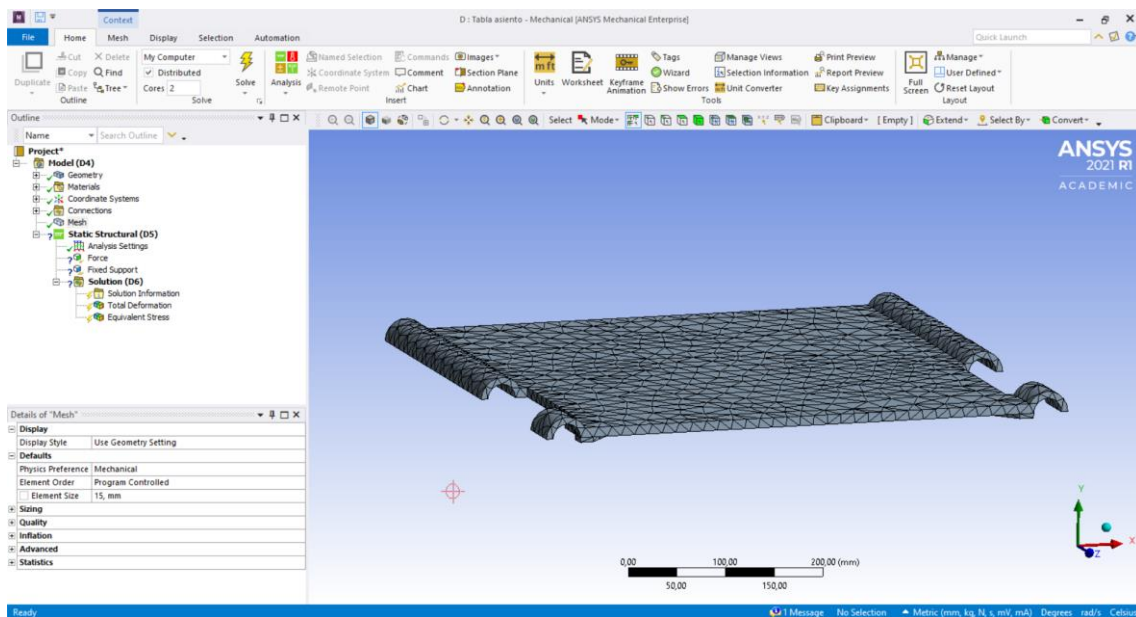 Context
D : Tabla asiento - Mechanical [ANSYS Mechanical Enterprise]
File Home Mesh Display Selection Automation
Quick Launch
Duplicate
Cut
Copy
Paste
Delete
Find
Tree
Outline
My Computer
Distributed
Cores 2
Solve
Solve
Analysis
Named Selection
Coordinate System
Remote Point
Commands
Comment
Chart
Images
Section Plane
Annotation
Insert
Units
Worksheet
Keyframe Animation
Tags
Wizard
Show Errors
Manage Views
Selection Information
Unit Converter
Print Preview
Report Preview
Key Assignments
Tools
Full Screen
Manage
User Defined
Reset Layout
Layout
Outline
Select Mode Clipboard [ Empty ] Extend Select By Convert
Name Search Outline
Project*
Model (D4)
Geometry
Materials
Coordinate Systems
Connections
Mesh
Static Structural (D5)
Analysis Settings
Force
Fixed Support
Solution (D6)
Solution Information
Total Deformation
Equivalent Stress
ANSYS
2021 R1
ACADEMIC
Details of "Mesh"
Display
Display Style Use Geometry Setting
Defaults
Physics Preference Mechanical
Element Order Program Controlled
Element Size 15, mm
Sizing
Quality
Inflation
Advanced
Statistics
Y
X
Z
0,00 100,00 200,00 (mm)
50,00 150,00
Ready 1 Message No Selection Metric (mm, kg, N, s, mV, mA) Degrees rad/s Celsius